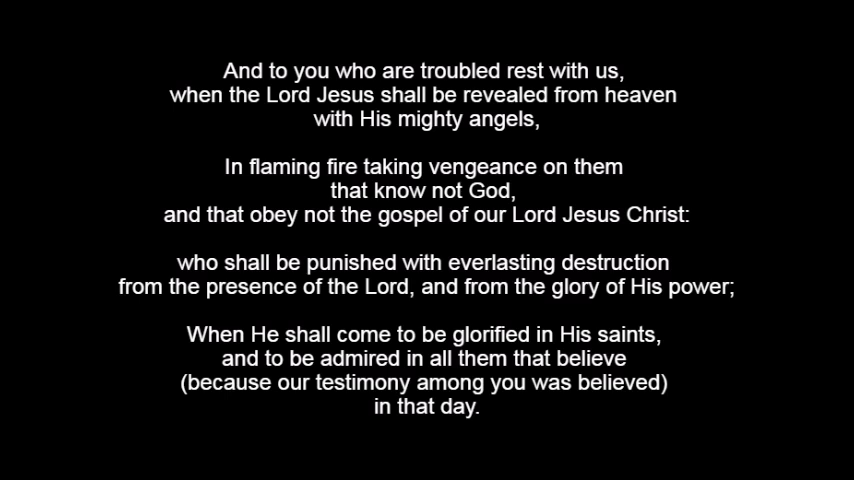 And to you who are troubled rest with us,
when the Lord Jesus shall be revealed from heaven
with His mighty angels,
In flaming fire taking vengeance on them
that know not God,
and that obey not the gospel of our Lord Jesus Christ:
who shall be punished with everlasting destruction
from the presence of the Lord, and from the glory of His power;
When He shall come to be glorified in His saints,
and to be admired in all them that believe
(because our testimony among you was believed)
in that day.